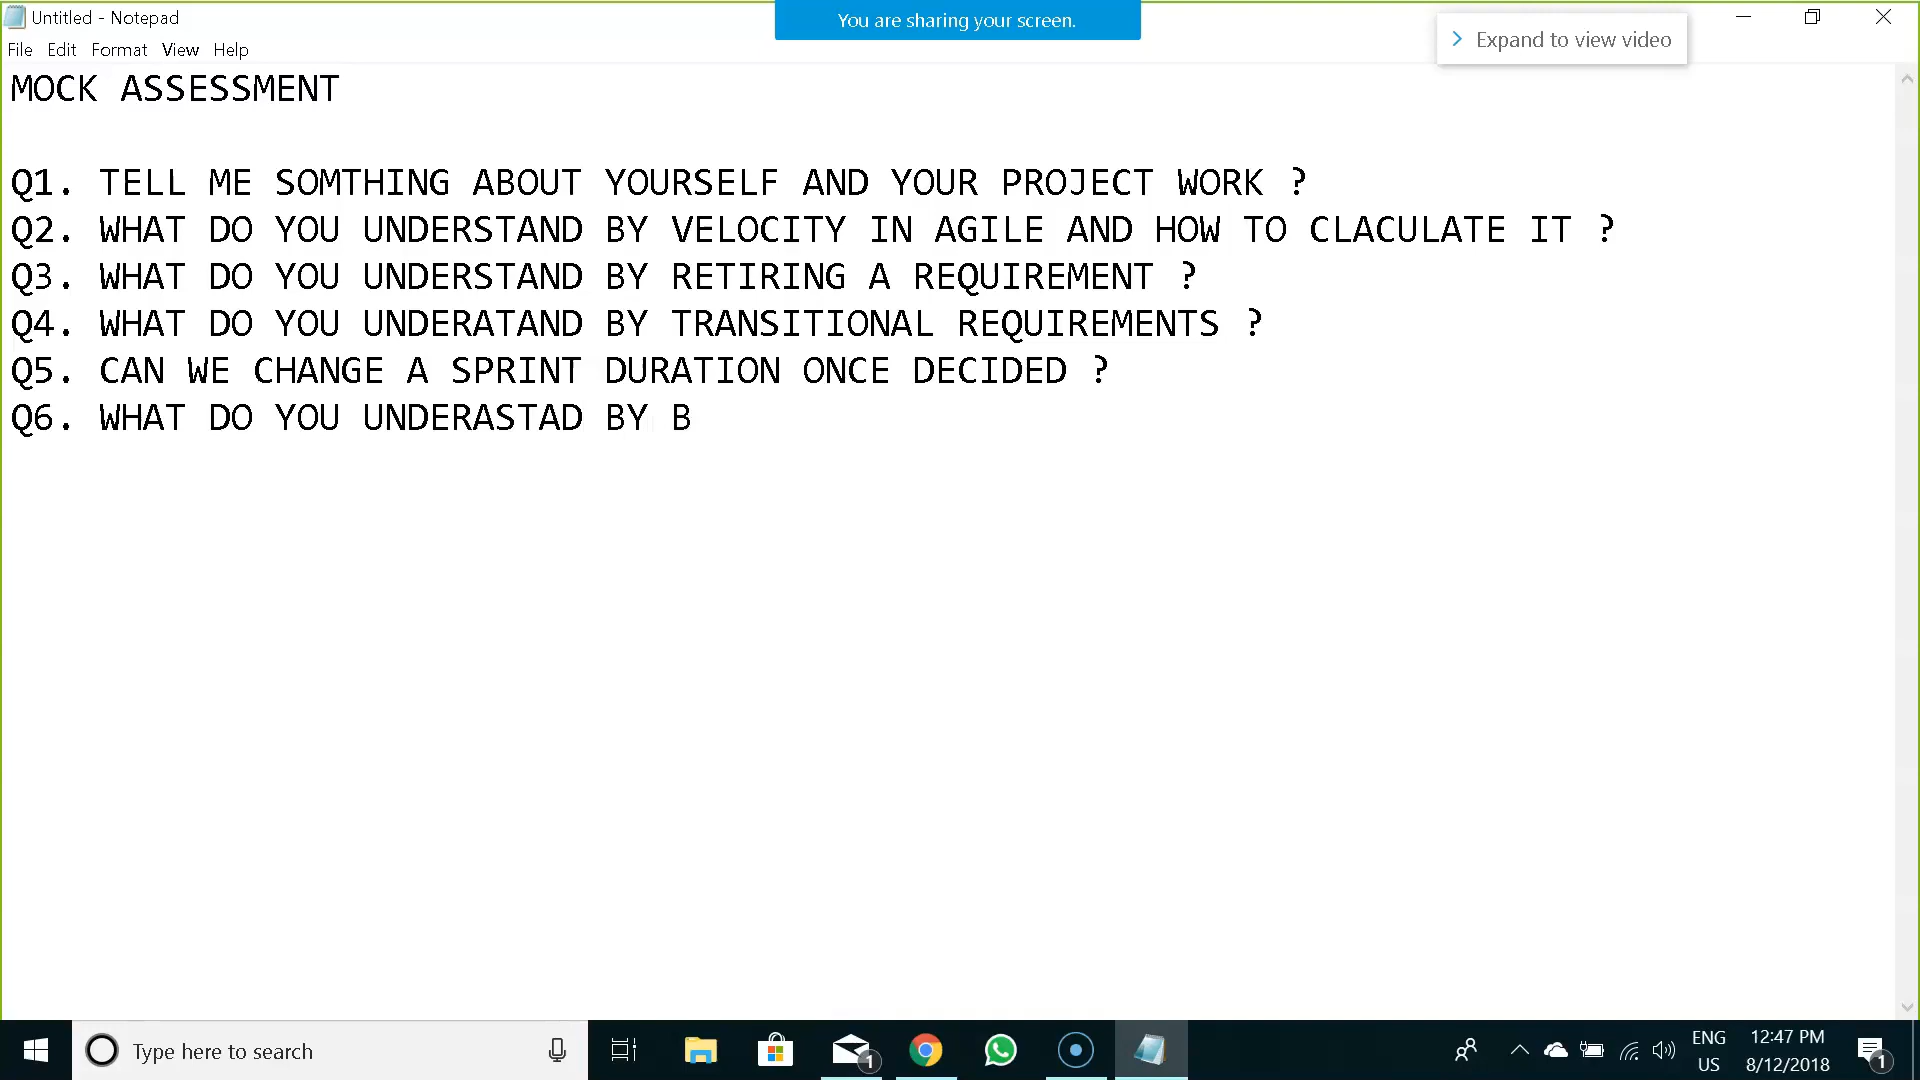 Untitled - Notepad
You are sharing your screen.
Expand to view video
File Edit Format View Help
MOCK ASSESSMENT
Q1. TELL ME SOMTHING ABOUT YOURSELF AND YOUR PROJECT WORK ?
Q2. WHAT DO YOU UNDERSTAND BY VELOCITY IN AGILE AND HOW TO CLACULATE IT ?
Q3. WHAT DO YOU UNDERSTAND BY RETIRING A REQUIREMENT ?
Q4. WHAT DO YOU UNDERATAND BY TRANSITIONAL REQUIREMENTS ?
Q5. CAN WE CHANGE A SPRINT DURATION ONCE DECIDED ?
Q6. WHAT DO YOU UNDERASTAD BY B
Type here to search
1
ENG
US
12:47 PM
8/12/2018
1